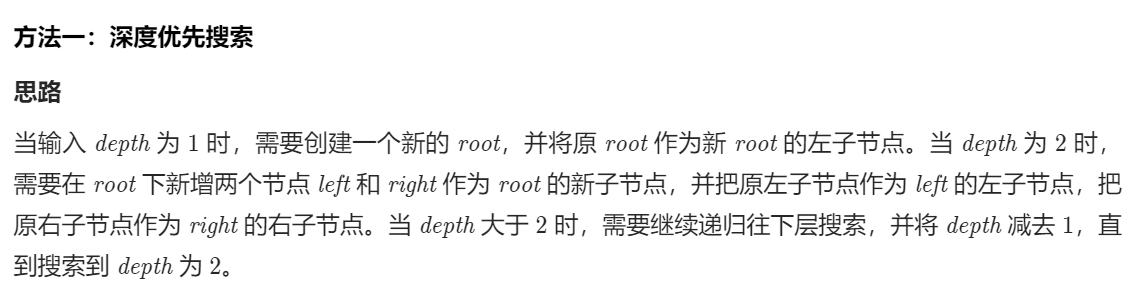 方法一：深度优先搜索
思路
当输入 depth 为 1 时，需要创建一个新的 root，并将原 root 作为新 root 的左子节点。当 depth 为 2 时，
需要在 root 下新增两个节点 left 和 right 作为 root 的新子节点，并把原左子节点作为 left 的左子节点，把
原右子节点作为 right 的右子节点。当 depth 大于 2 时，需要继续递归往下层搜索，并将 depth 减去 1，直
到搜索到 depth 为 2。